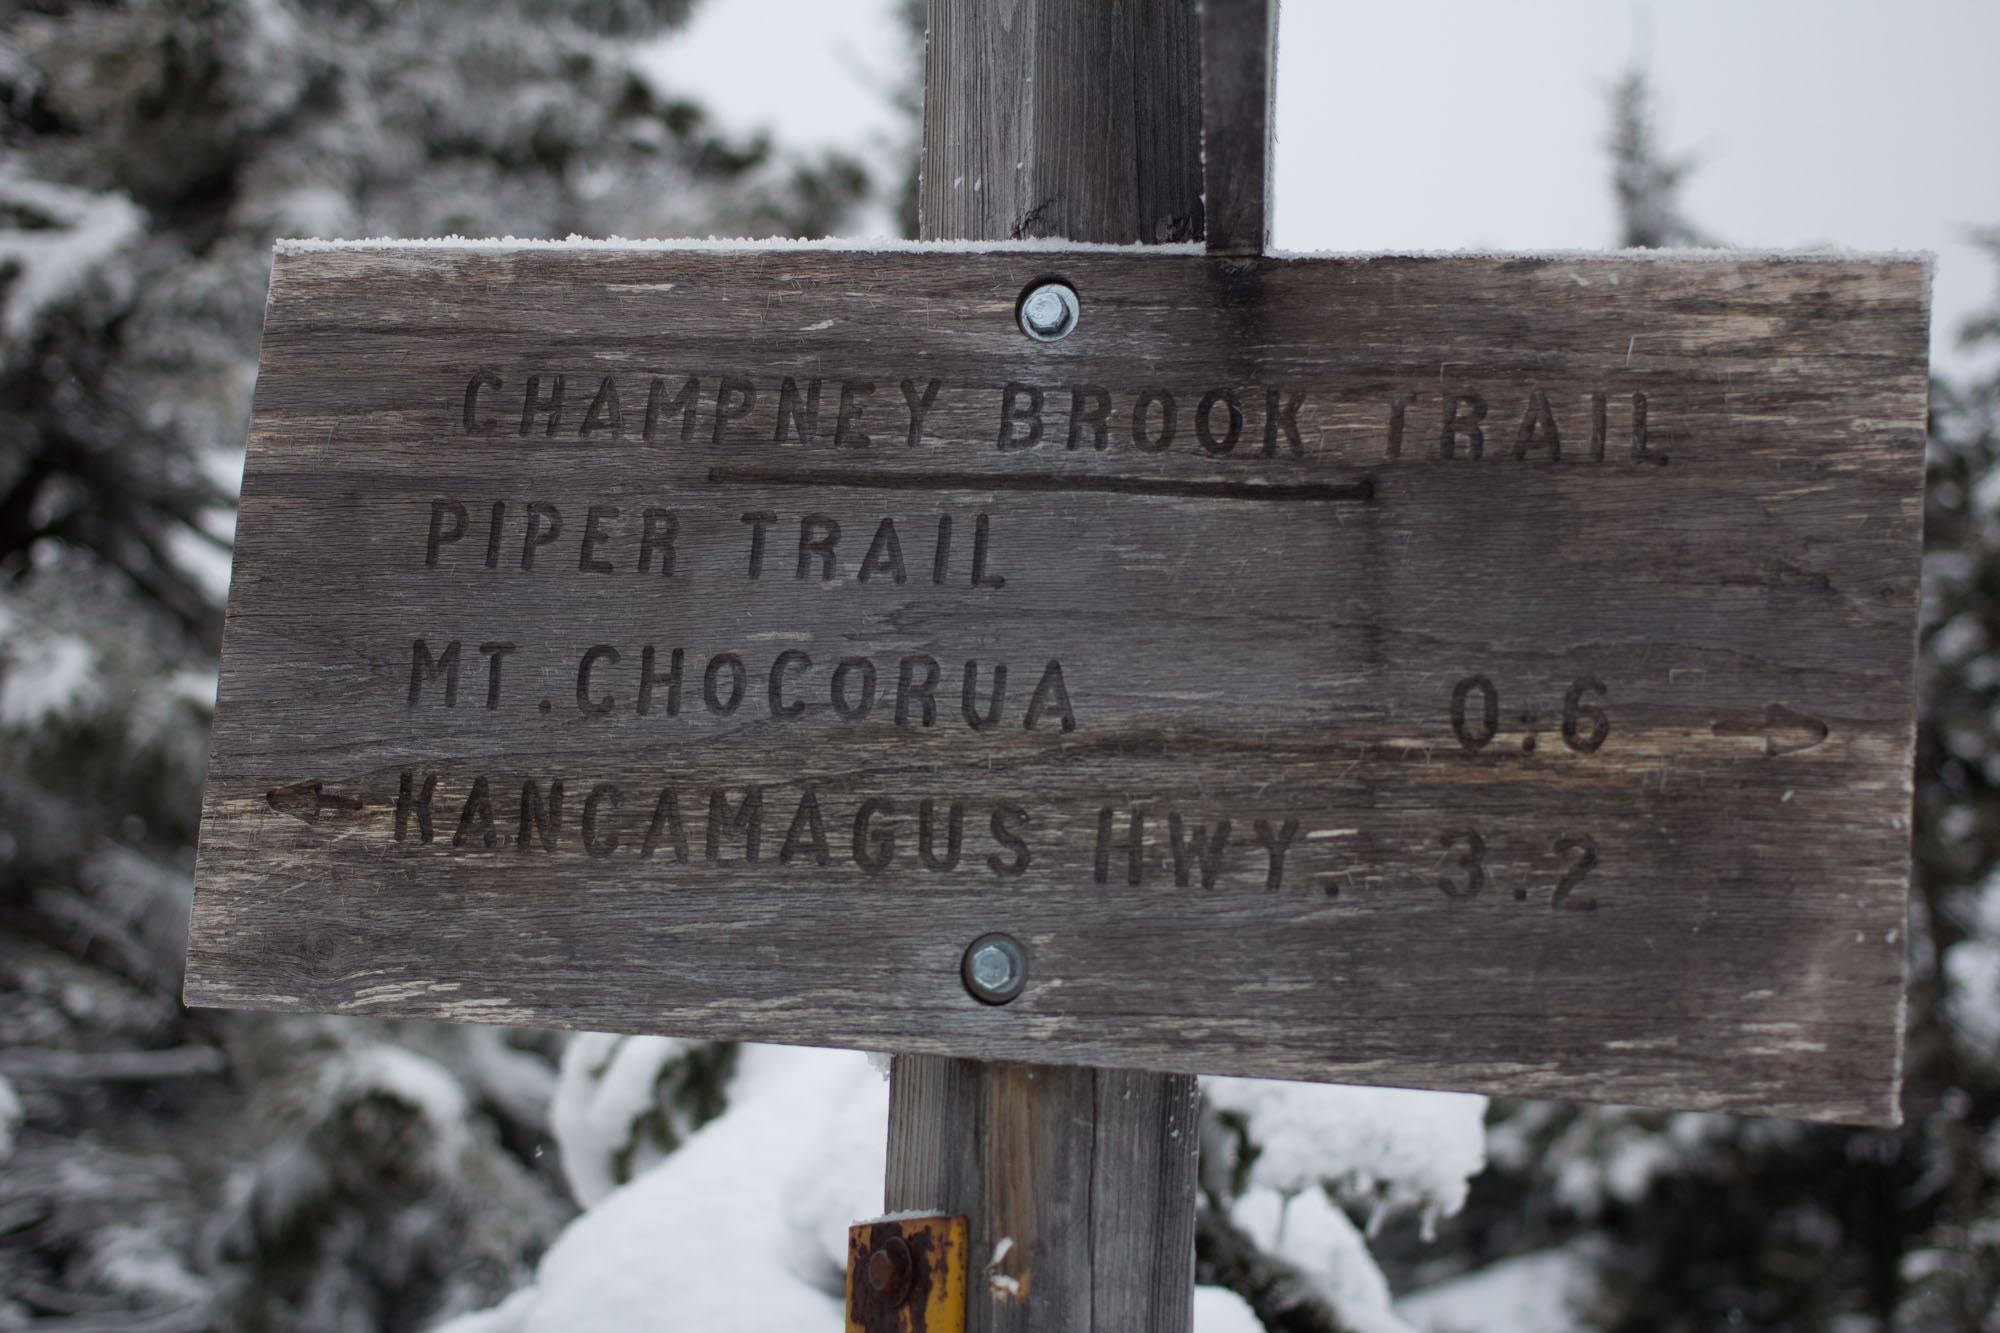 CHAMPNEY BROOK TRAIL
PIPER TRAIL
MT. CHOCORUA 0.6 →
← KANCAMAGUS HWY. 3.2